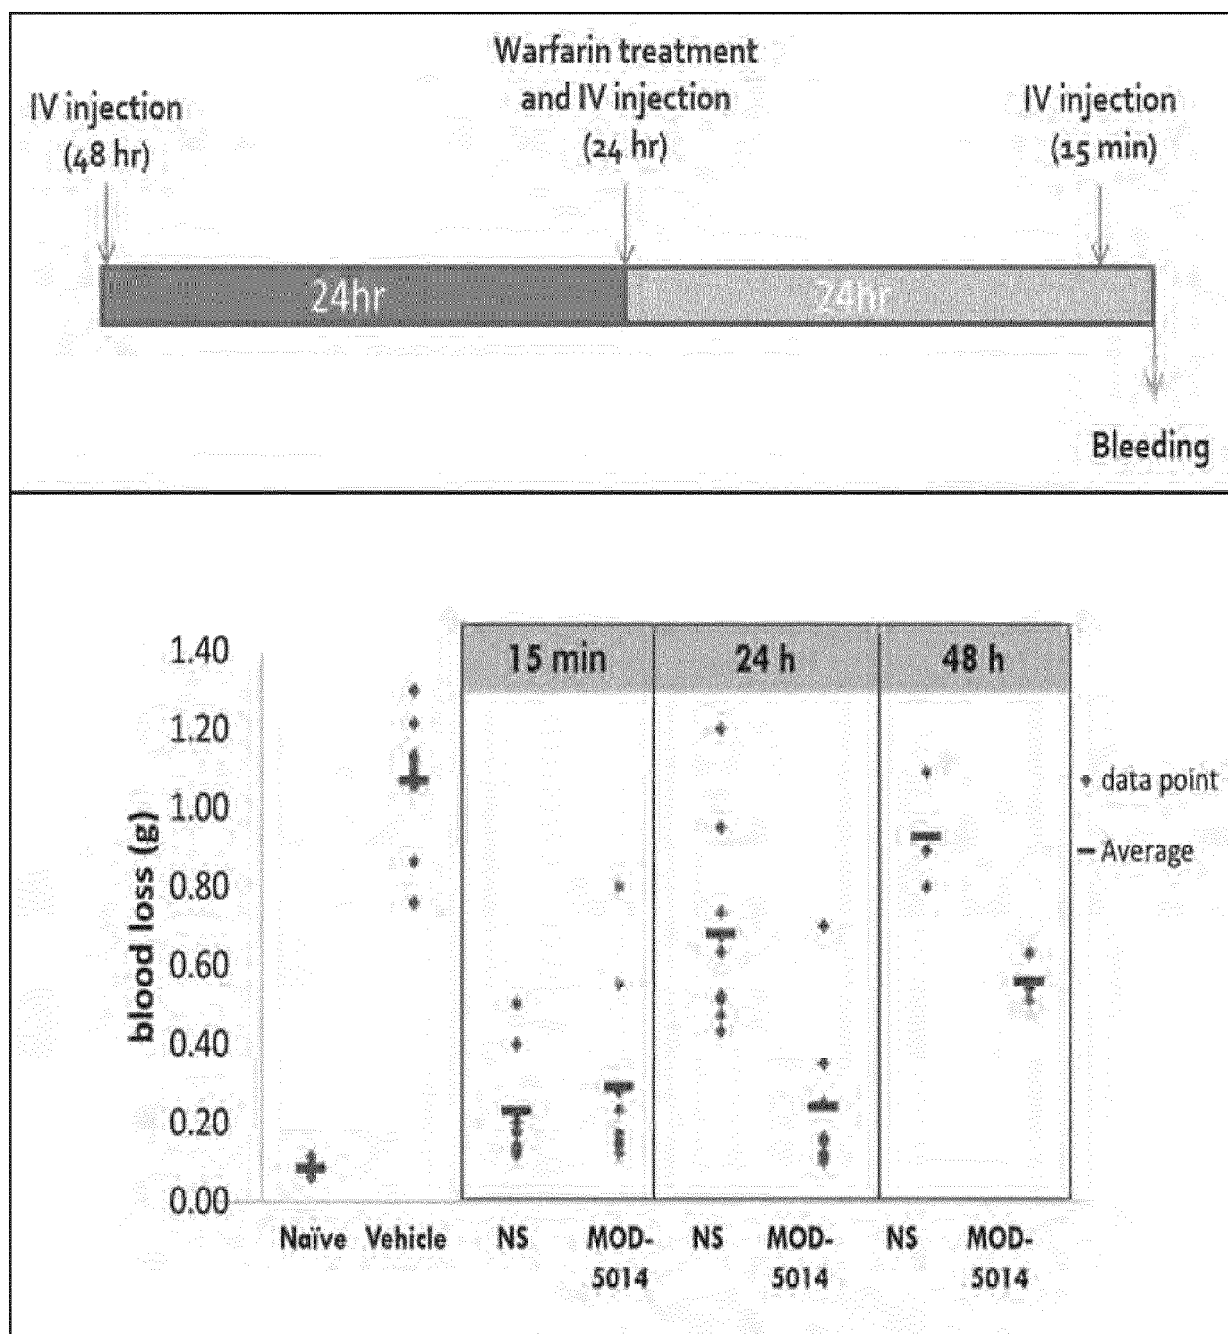 Warfarin treatment
and IV injection
(24 hr)
IV injection
(48 hr)
IV injection
(15 min)
24hr
24hr
Bleeding
15 min
24 h
48 h
1.40
1.20
1.00
0.80
0.60
0.40
0.20
0.00
blood loss (g)
data point
Average
Naïve
Vehicle
NS
MOD-
5014
NS
MOD-
5014
NS
MOD-
5014